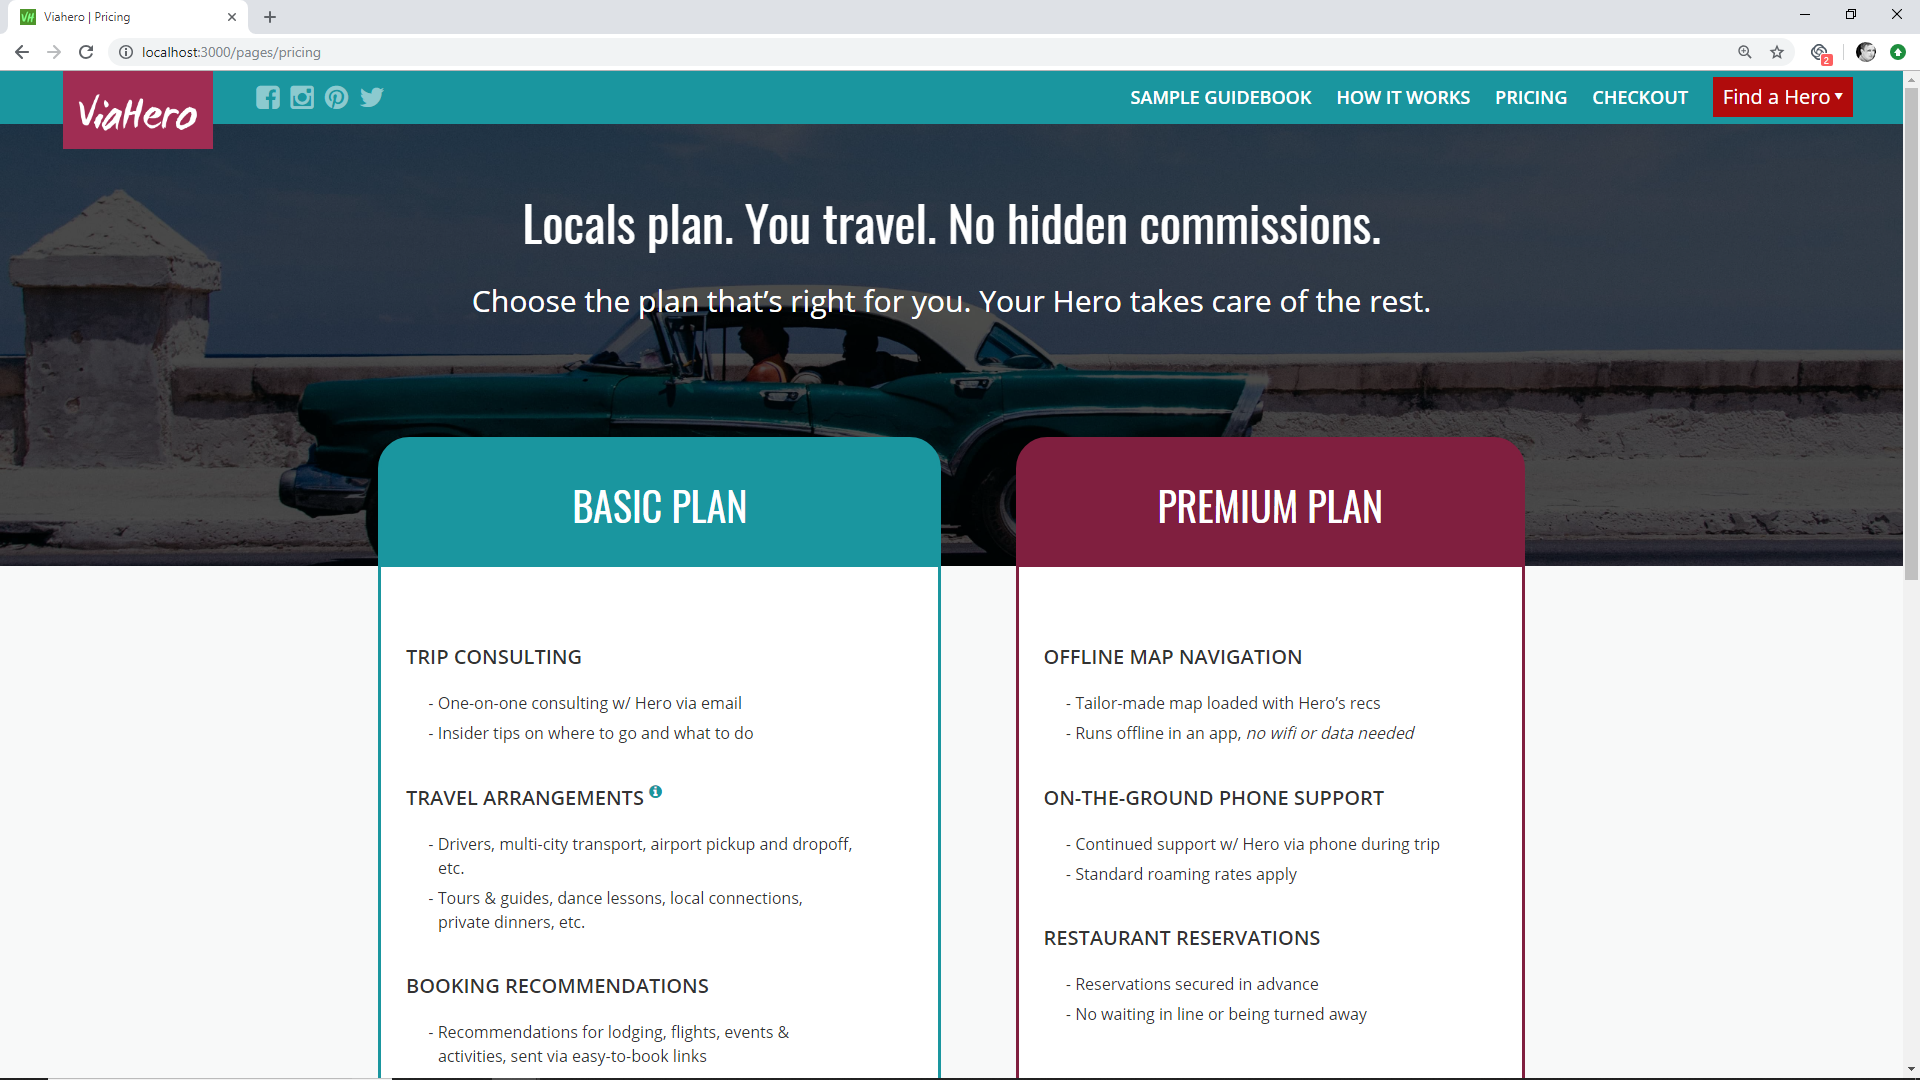 Viahero | Pricing
localhost:3000/pages/pricing
2
ViaHero
SAMPLE GUIDEBOOK
HOW IT WORKS
PRICING
CHECKOUT
Find a Hero
Locals plan. You travel. No hidden commissions.
Choose the plan that’s right for you. Your Hero takes care of the rest.
BASIC PLAN
TRIP CONSULTING
- One-on-one consulting w/ Hero via email
- Insider tips on where to go and what to do
TRAVEL ARRANGEMENTS
- Drivers, multi-city transport, airport pickup and dropoff,
etc.
- Tours & guides, dance lessons, local connections,
private dinners, etc.
BOOKING RECOMMENDATIONS
- Recommendations for lodging, flights, events &
activities, sent via easy-to-book links
PREMIUM PLAN
OFFLINE MAP NAVIGATION
- Tailor-made map loaded with Hero’s recs
- Runs offline in an app, no wifi or data needed
ON-THE-GROUND PHONE SUPPORT
- Continued support w/ Hero via phone during trip
- Standard roaming rates apply
RESTAURANT RESERVATIONS
- Reservations secured in advance
- No waiting in line or being turned away